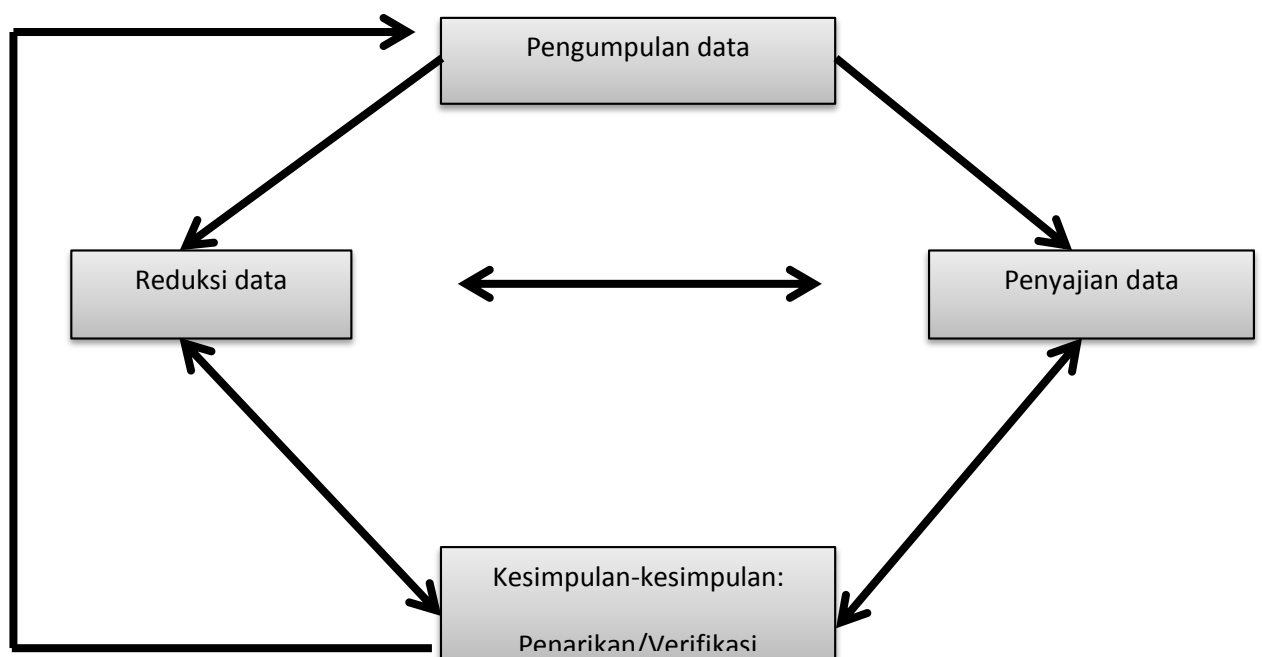 Pengumpulan data
Reduksi data
Penyajian data
Kesimpulan-kesimpulan:
Penarikan/Verifikasi